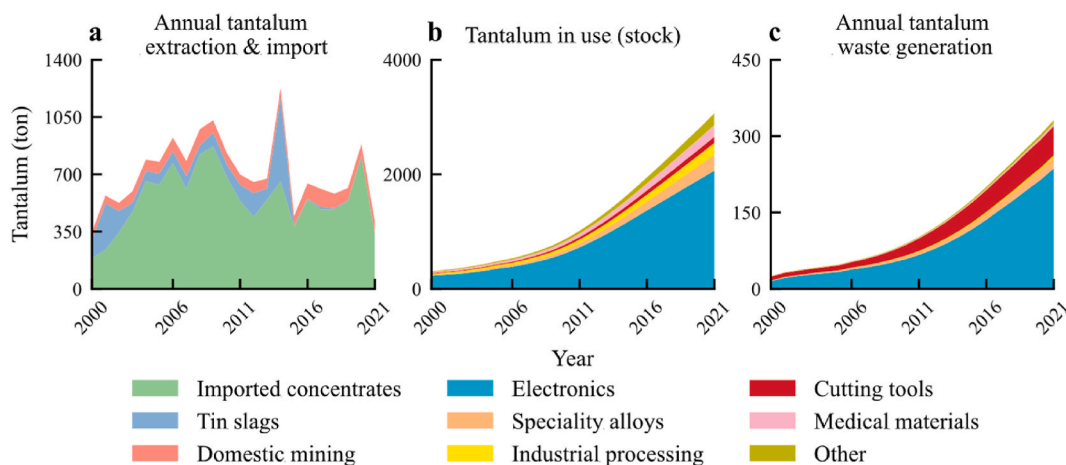 a
Annual tantalum
extraction & import
b
Tantalum in use (stock)
c
Annual tantalum
waste generation
Tantalum (ton)
1400
1050
700
350
0
2000
2006
2011
2016
2021
4000
2000
0
2000
2006
2011
2016
2021
450
300
150
0
2000
2006
2011
2016
2021
Year
Imported concentrates
Electronics
Cutting tools
Tin slags
Speciality alloys
Medical materials
Domestic mining
Industrial processing
Other